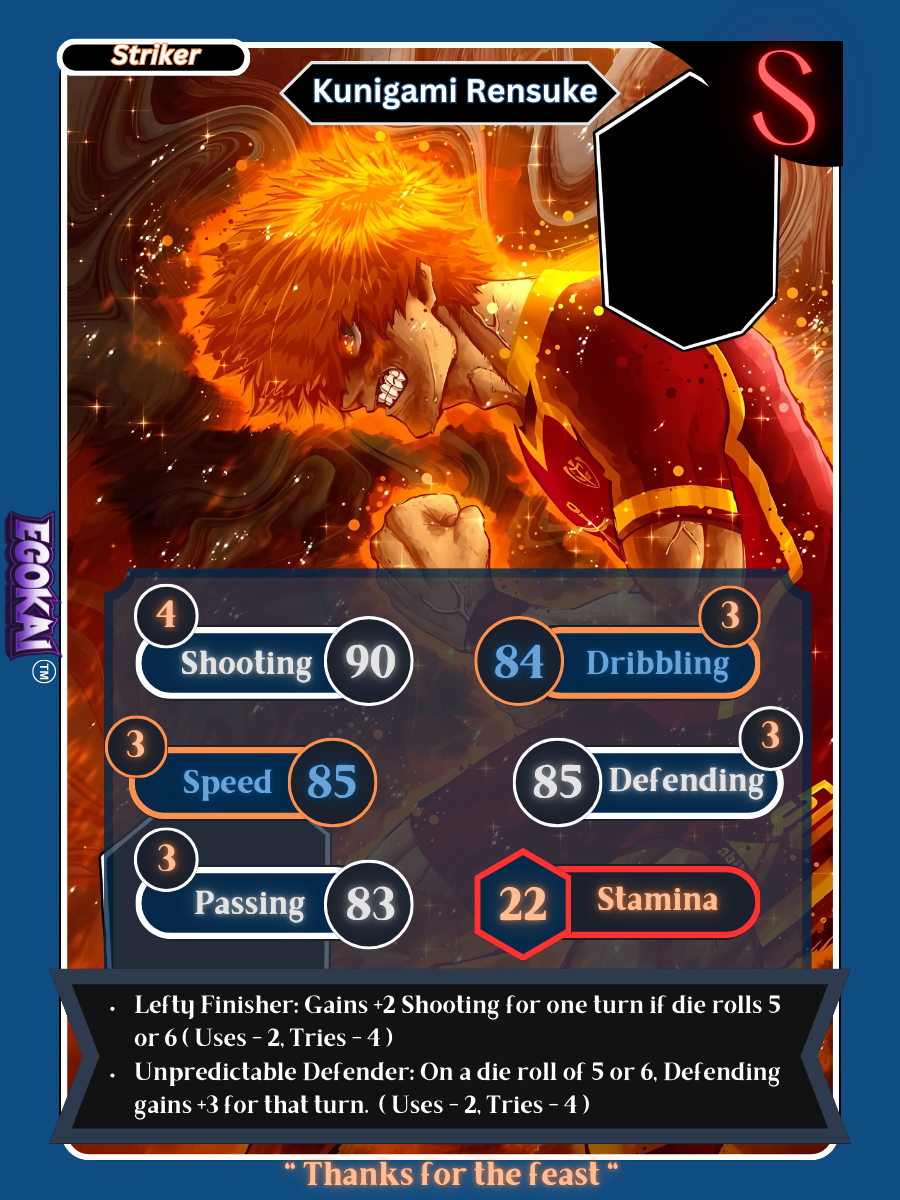 Striker
Kunigami Rensuke
S
EGOKAI
TM
4
Shooting 90
3
84 Dribbling
3
Speed 85
3
85 Defending
3
Passing 83
22 Stamina
• Lefty Finisher: Gains +2 Shooting for one turn if die rolls 5
or 6 ( Uses - 2, Tries - 4 )
• Unpredictable Defender: On a die roll of 5 or 6, Defending
gains +3 for that turn. ( Uses - 2, Tries - 4 )
“ Thanks for the feast “